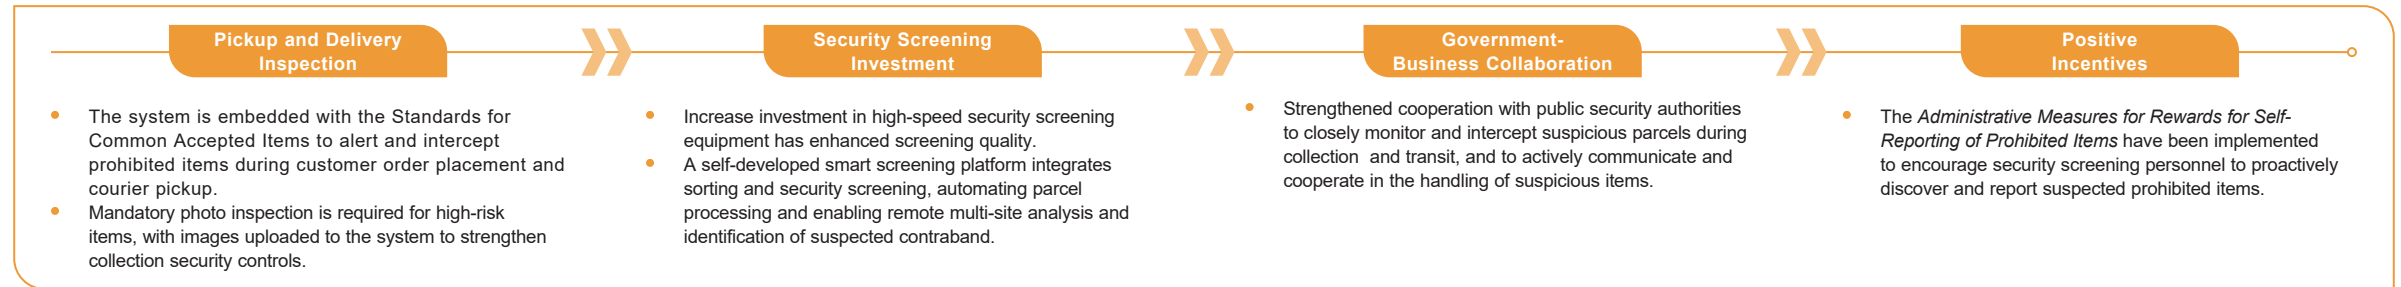 Pickup and Delivery
Inspection
The system is embedded with the Standards for
Common Accepted Items to alert and intercept
prohibited items during customer order placement and
courier pickup.
Mandatory photo inspection is required for high-risk
items, with images uploaded to the system to strengthen
collection security controls.
Security Screening
Investment
Increase investment in high-speed security screening
equipment has enhanced screening quality.
A self-developed smart screening platform integrates
sorting and security screening, automating parcel
processing and enabling remote multi-site analysis and
identification of suspected contraband.
Government-
Business Collaboration
Strengthened cooperation with public security authorities
to closely monitor and intercept suspicious parcels during
collection and transit, and to actively communicate and
cooperate in the handling of suspicious items.
Positive
Incentives
The Administrative Measures for Rewards for Self-
Reporting of Prohibited Items have been implemented
to encourage security screening personnel to proactively
discover and report suspected prohibited items.